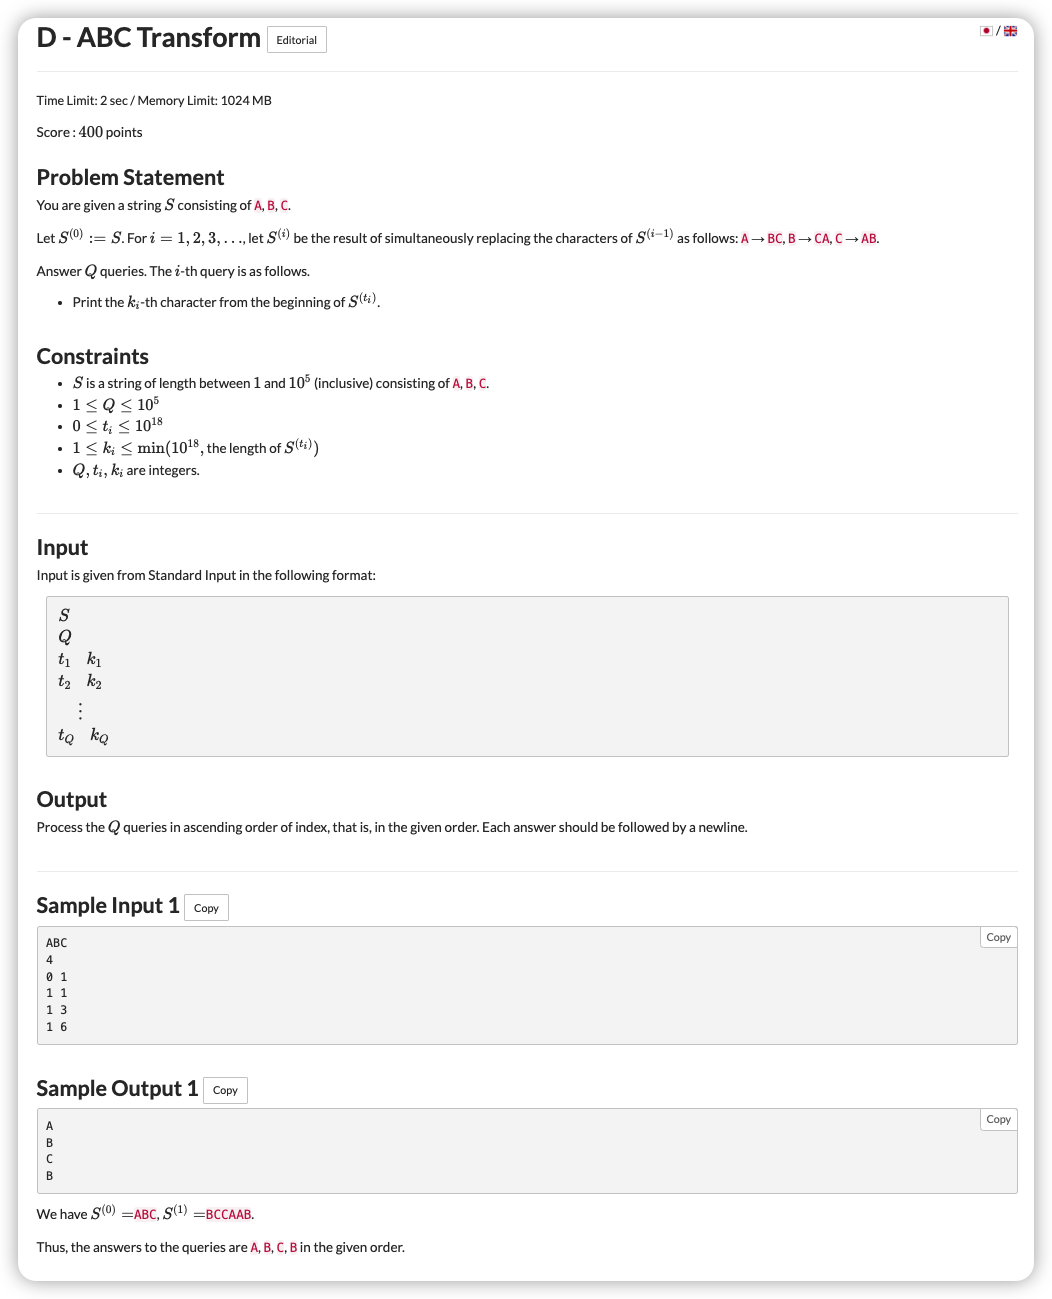 D - ABC Transform Editorial
/
Time Limit: 2 sec / Memory Limit: 1024 MB
Score : 400 points
Problem Statement
You are given a string S consisting of A, B, C.
Let S^(0) := S. For i = 1, 2, 3, …, let S^(i) be the result of simultaneously replacing the characters of S^(i−1) as follows: A → BC, B → CA, C → AB.
Answer Q queries. The i-th query is as follows.
• Print the k_i-th character from the beginning of S^(t_i).
Constraints
• S is a string of length between 1 and 10^5 (inclusive) consisting of A, B, C.
• 1 ≤ Q ≤ 10^5
• 0 ≤ t_i ≤ 10^18
• 1 ≤ k_i ≤ min(10^18, the length of S^(t_i))
• Q, t_i, k_i are integers.
Input
Input is given from Standard Input in the following format:
S
Q
t_1 k_1
t_2 k_2
⋮
t_Q k_Q
Output
Process the Q queries in ascending order of index, that is, in the given order. Each answer should be followed by a newline.
Sample Input 1 Copy
Copy
ABC
4
0 1
1 1
1 3
1 6
Sample Output 1 Copy
Copy
A
B
C
B
We have S^(0) =ABC, S^(1) =BCCAAB.
Thus, the answers to the queries are A, B, C, B in the given order.